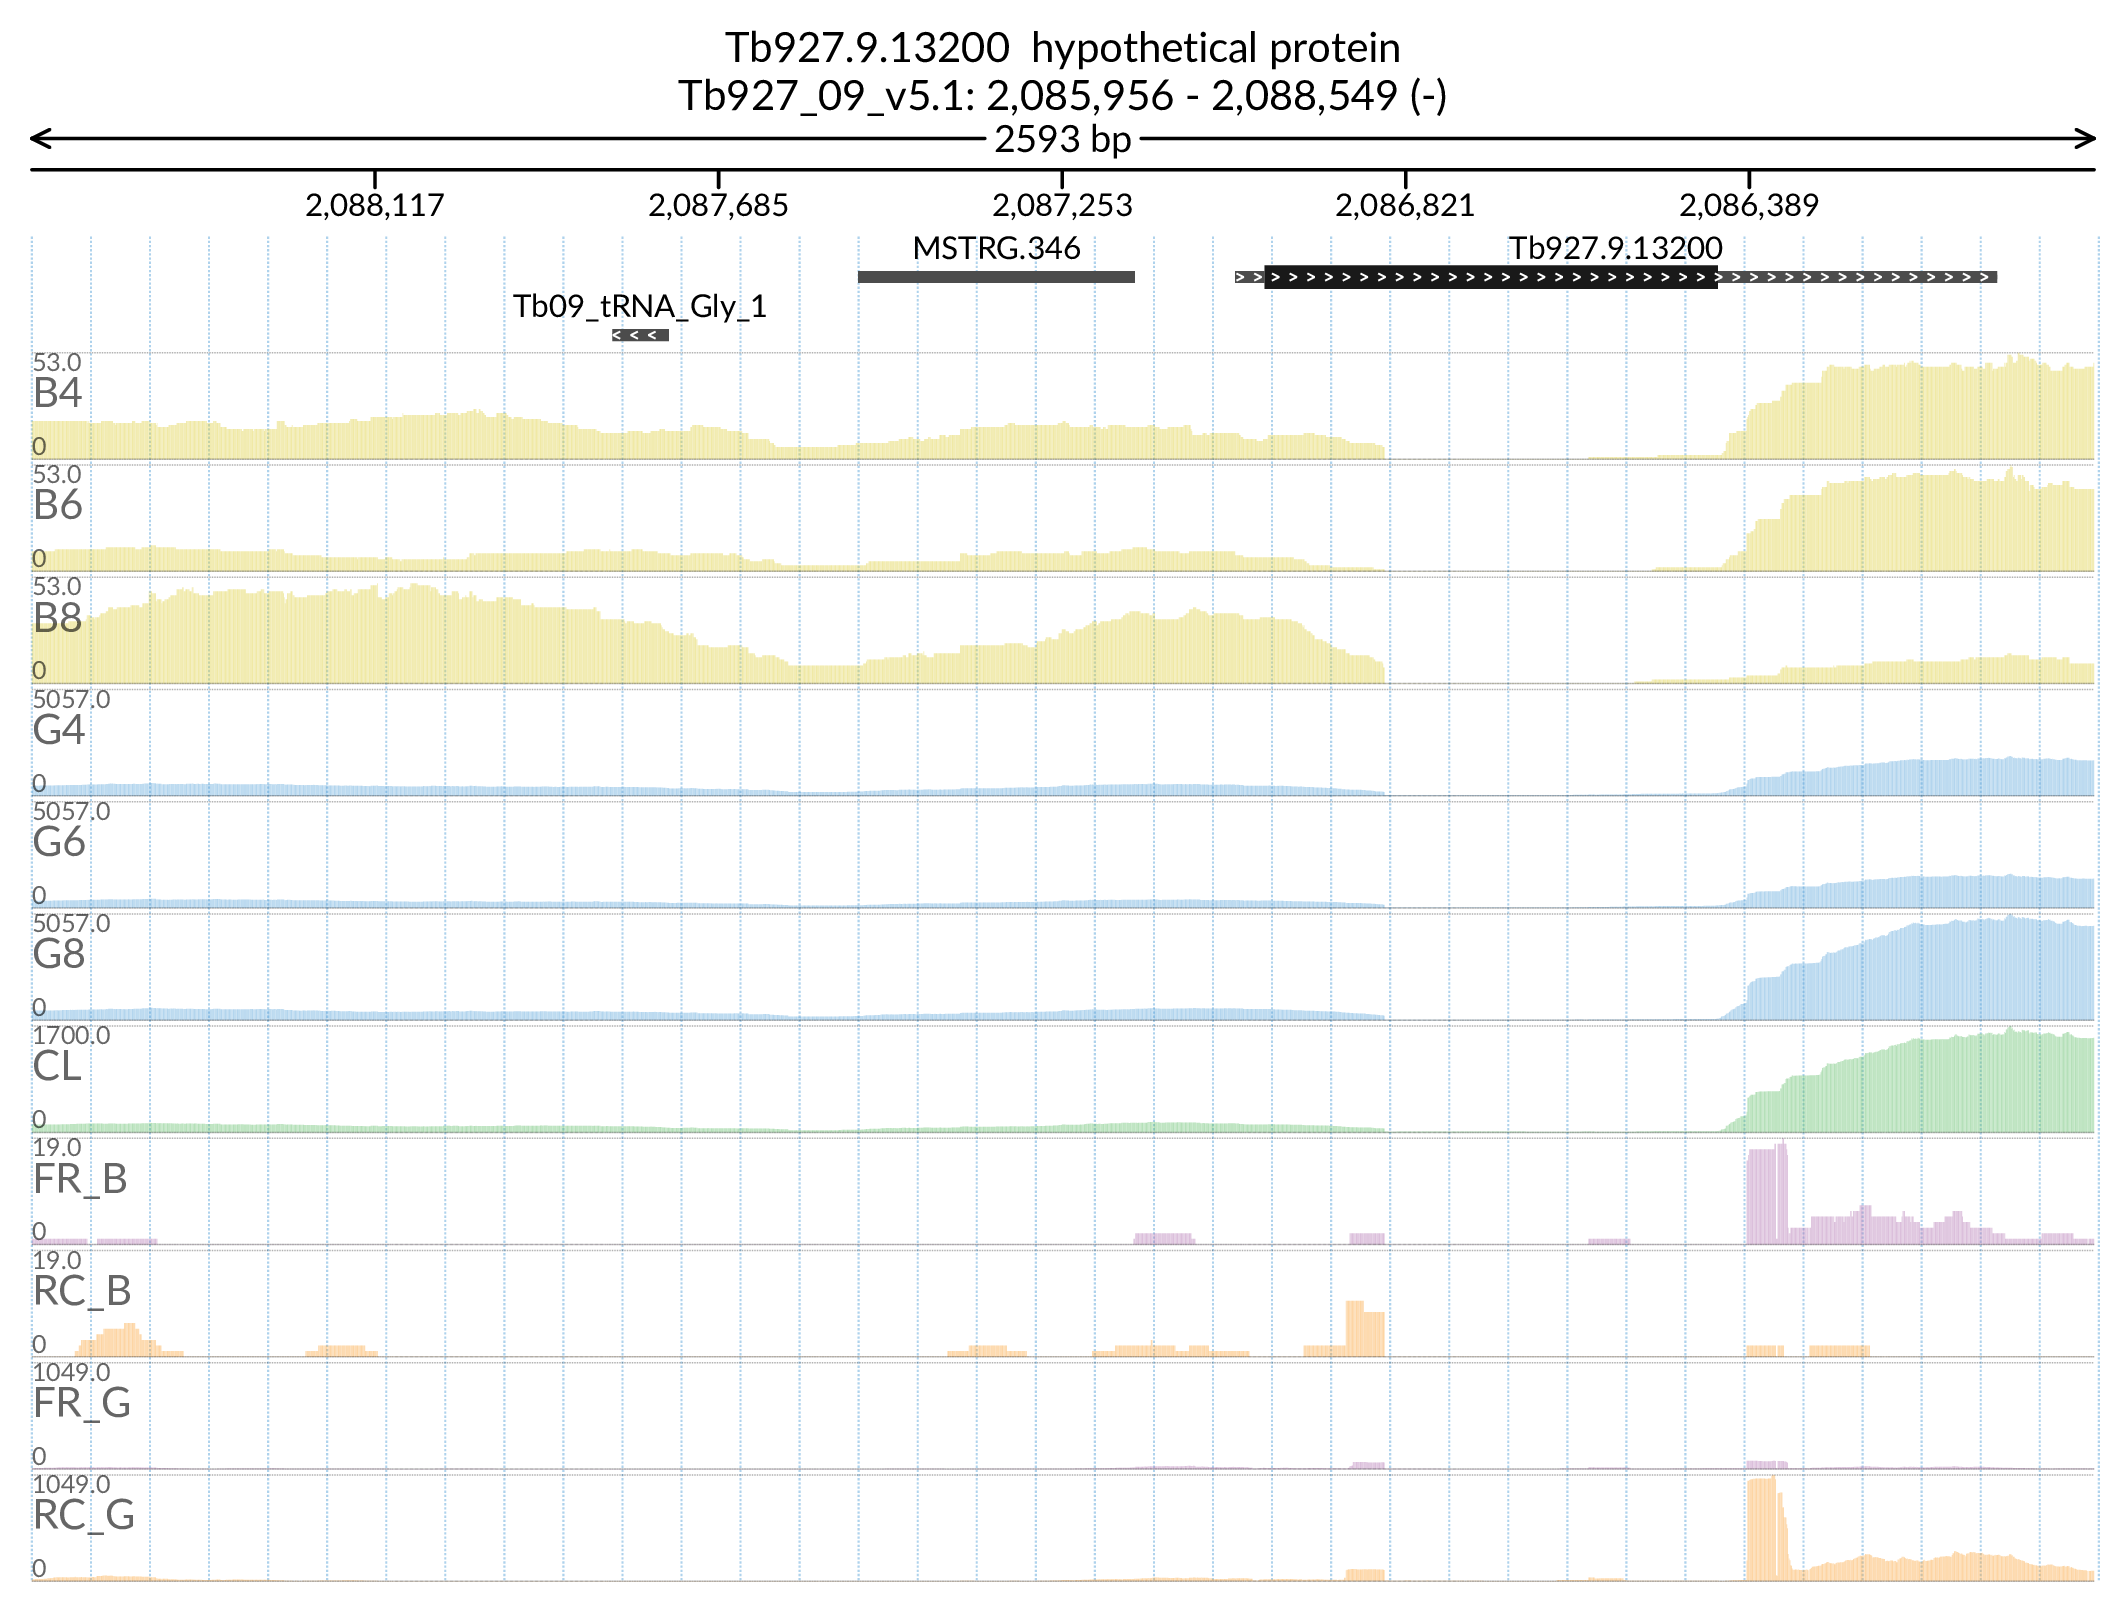 Tb927.9.13200  hypothetical protein
Tb927_09_v5.1: 2,085,956 - 2,088,549 (-)
2593 bp
2,088,117 2,087,685 2,087,253 2,086,821 2,086,389
MSTRG.346 Tb927.9.13200
Tb09_tRNA_Gly_1
53.0
B4
0
53.0
B6
0
53.0
B8
0
5057.0
G4
0
5057.0
G6
0
5057.0
G8
0
1700.0
CL
0
19.0
FR_B
0
19.0
RC_B
0
1049.0
FR_G
0
1049.0
RC_G
0